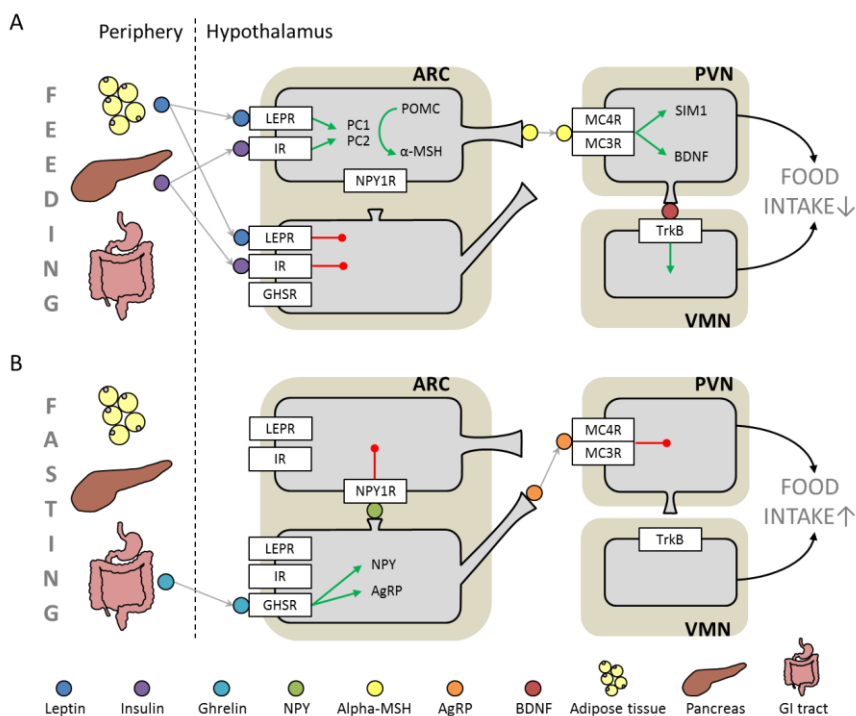 A
Periphery
Hypothalamus
FEEDING
ARC
LEPR
IR
PC1
PC2
POMC
α-MSH
NPY1R
LEPR
IR
GHSR
PVN
MC4R
MC3R
SIM1
BDNF
TrkB
VMN
FOOD
INTAKE↓
B
FASTING
ARC
LEPR
IR
NPY1R
LEPR
IR
GHSR
NPY
AgRP
PVN
MC4R
MC3R
TrkB
VMN
FOOD
INTAKE↑
Leptin
Insulin
Ghrelin
NPY
Alpha-MSH
AgRP
BDNF
Adipose tissue
Pancreas
GI tract